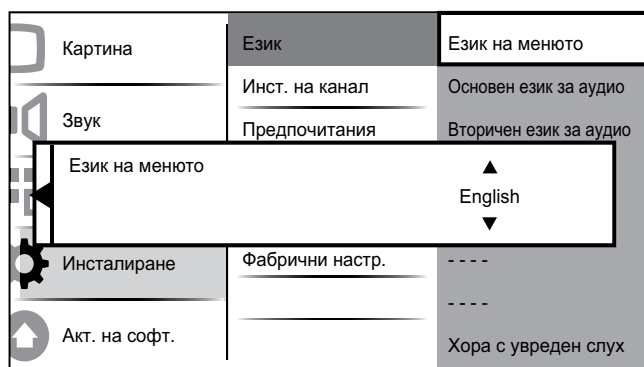 Картина
Звук
Инсталиране
Акт. на софт.
Език
Инст. на канал
Предпочитания
Фабрични настр.
Език на менюто
Основен език за аудио
Вторичен език за аудио
- - - -
- - - -
Хора с увреден слух
Език на менюто
English